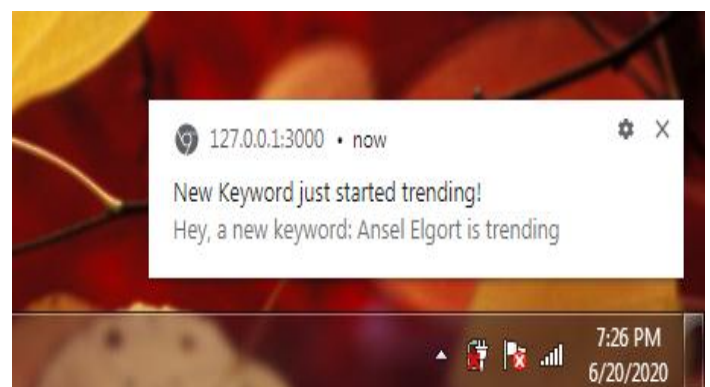 127.0.0.1:3000 • now
New Keyword just started trending!
Hey, a new keyword: Ansel Elgort is trending
7:26 PM
6/20/2020